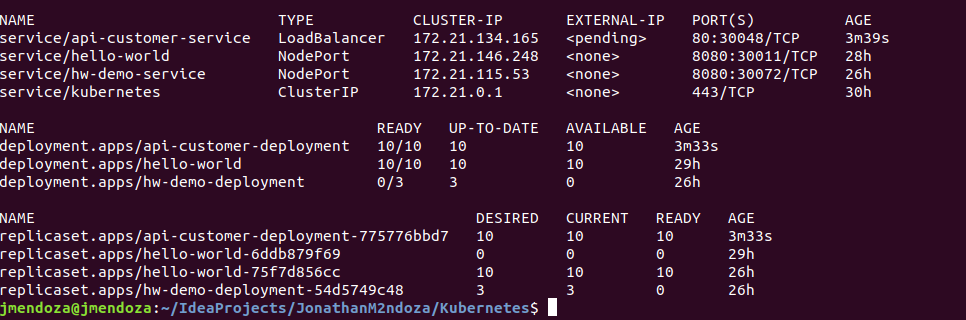 NAME TYPE CLUSTER-IP EXTERNAL-IP PORT(S) AGE
service/api-customer-service LoadBalancer 172.21.134.165 <pending> 80:30048/TCP 3m39s
service/hello-world NodePort 172.21.146.248 <none> 8080:30011/TCP 28h
service/hw-demo-service NodePort 172.21.115.53 <none> 8080:30072/TCP 26h
service/kubernetes ClusterIP 172.21.0.1 <none> 443/TCP 30h
NAME READY UP-TO-DATE AVAILABLE AGE
deployment.apps/api-customer-deployment 10/10 10 10 3m33s
deployment.apps/hello-world 10/10 10 10 29h
deployment.apps/hw-demo-deployment 0/3 3 0 26h
NAME DESIRED CURRENT READY AGE
replicaset.apps/api-customer-deployment-775776bbd7 10 10 10 3m33s
replicaset.apps/hello-world-6ddb879f69 0 0 0 29h
replicaset.apps/hello-world-75f7d856cc 10 10 10 26h
replicaset.apps/hw-demo-deployment-54d5749c48 3 3 0 26h
jmendoza@jmendoza:~/IdeaProjects/JonathanM2ndoza/Kubernetes$